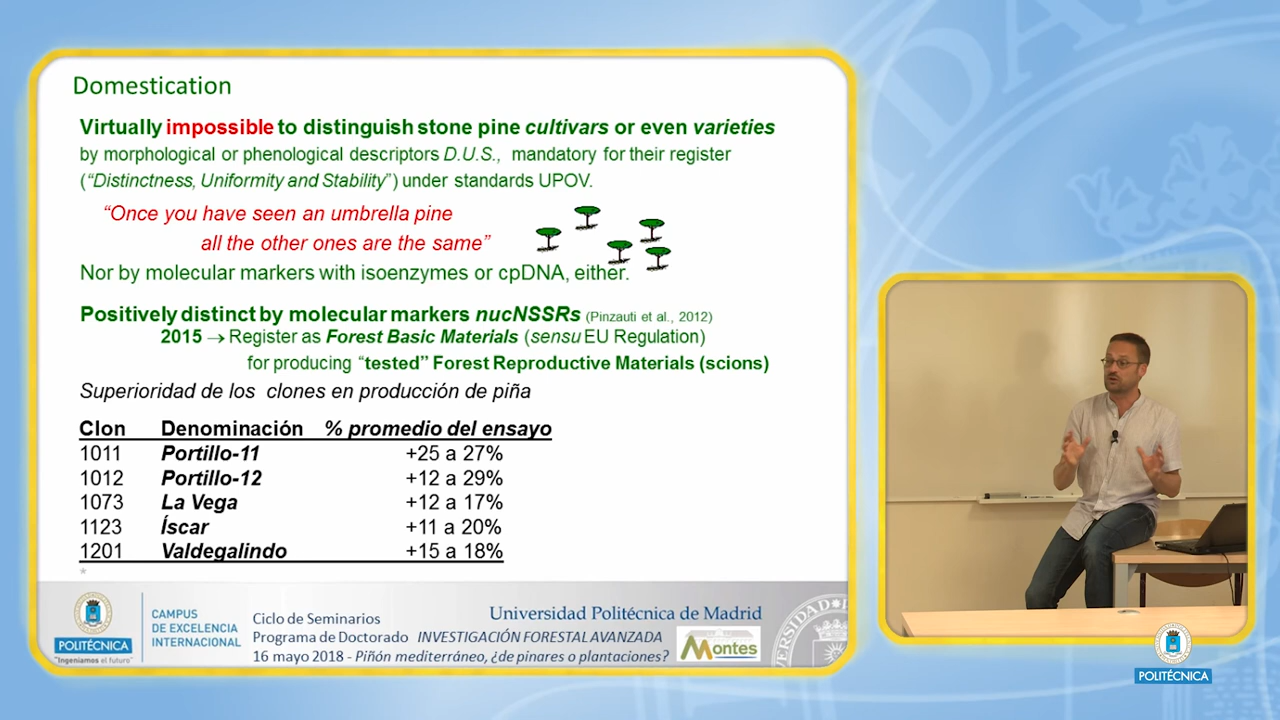 Domestication
Virtually impossible to distinguish stone pine cultivars or even varieties
by morphological or phenological descriptors D.U.S., mandatory for their register
(“Distinctness, Uniformity and Stability”) under standards UPOV.
“Once you have seen an umbrella pine
all the other ones are the same”
Nor by molecular markers with isoenzymes or cpDNA, either.
Positively distinct by molecular markers nucNSSRs (Pinzauti et al., 2012)
2015 → Register as Forest Basic Materials (sensu EU Regulation)
for producing “tested” Forest Reproductive Materials (scions)
Superioridad de los clones en producción de piña
Clon Denominación % promedio del ensayo
1011 Portillo-11 +25 a 27%
1012 Portillo-12 +12 a 29%
1073 La Vega +12 a 17%
1123 Íscar +11 a 20%
1201 Valdegalindo +15 a 18%
*
POLITÉCNICA
"Ingeniamos el futuro"
CAMPUS
DE EXCELENCIA
INTERNACIONAL
Ciclo de Seminarios
Universidad Politécnica de Madrid
Programa de Doctorado INVESTIGACIÓN FORESTAL AVANZADA
16 mayo 2018 - Piñón mediterráneo, ¿de pinares o plantaciones?
Montes
POLITÉCNICA